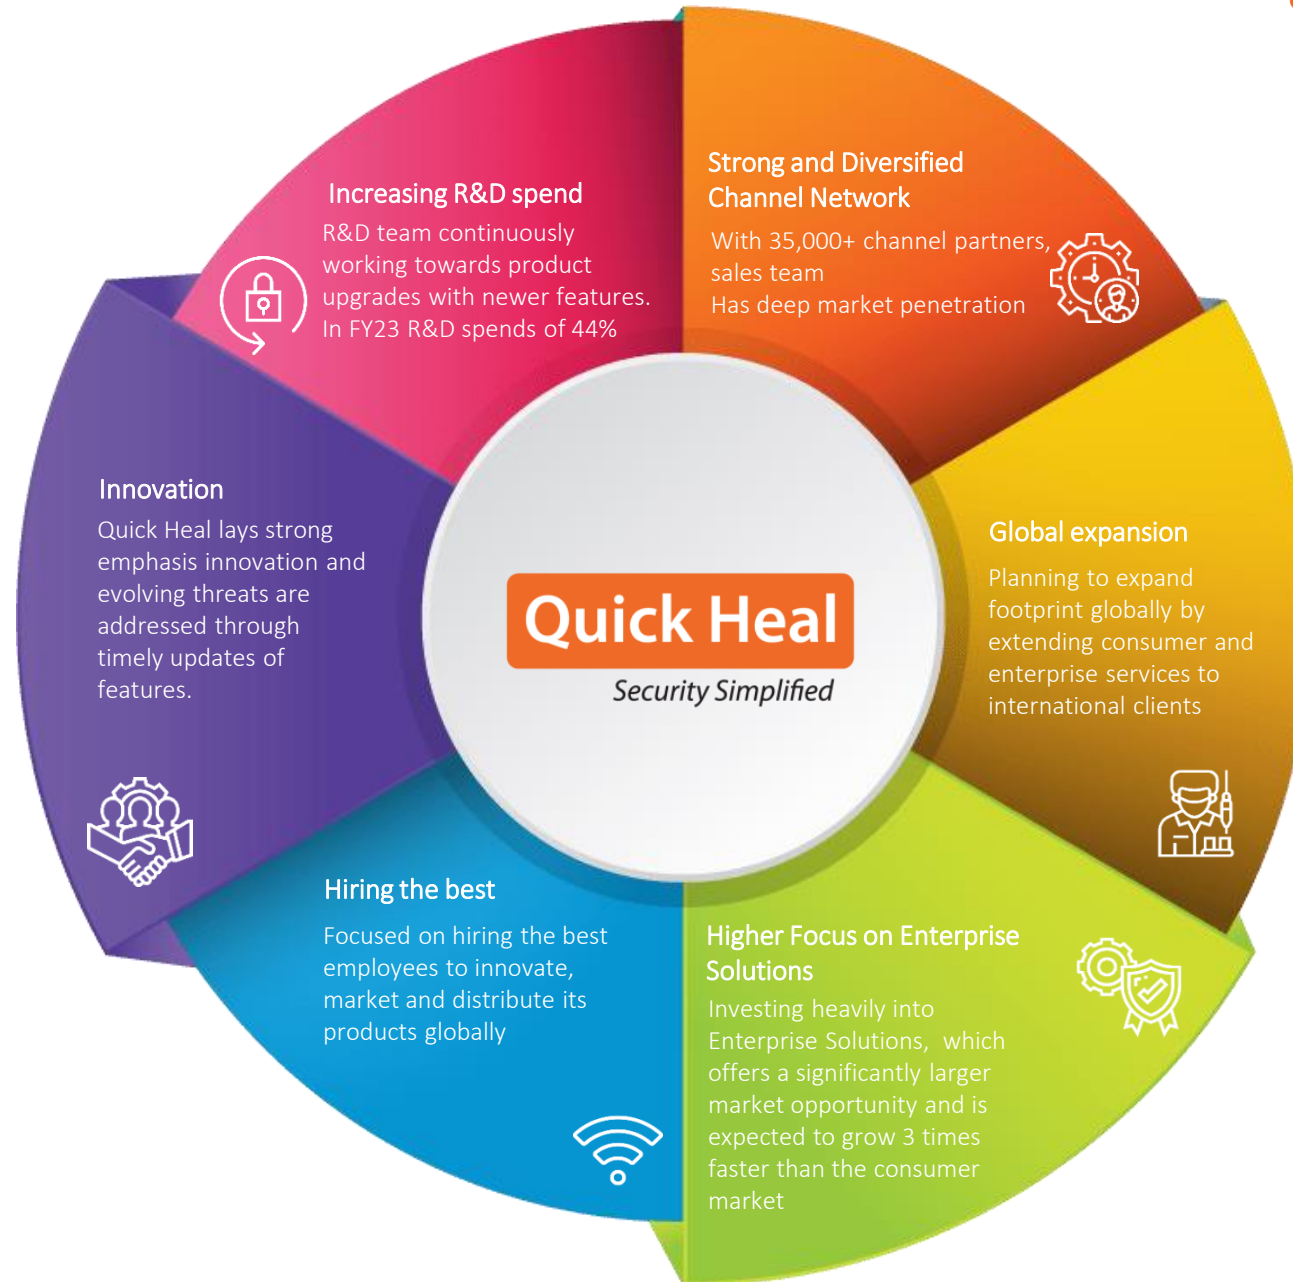 Increasing R&D spend
R&D team continuously
working towards product
upgrades with newer features.
In FY23 R&D spends of 44%
Strong and Diversified
Channel Network
With 35,000+ channel partners,
sales team
Has deep market penetration
Innovation
Quick Heal lays strong
emphasis innovation and
evolving threats are
addressed through
timely updates of
features.
Quick Heal
Security Simplified
Global expansion
Planning to expand
footprint globally by
extending consumer and
enterprise services to
international clients
Hiring the best
Focused on hiring the best
employees to innovate,
market and distribute its
products globally
Higher Focus on Enterprise
Solutions
Investing heavily into
Enterprise Solutions,  which
offers a significantly larger
market opportunity and is
expected to grow 3 times
faster than the consumer
market